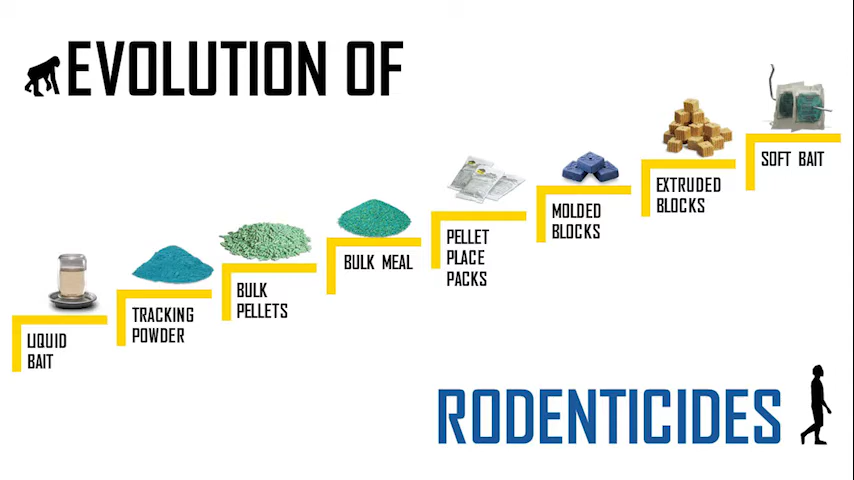 EVOLUTION OF
LIQUID
BAIT
TRACKING
POWDER
BULK
PELLETS
BULK MEAL
PELLET
PLACE
PACKS
MOLDED
BLOCKS
EXTRUDED
BLOCKS
SOFT BAIT
RODENTICIDES